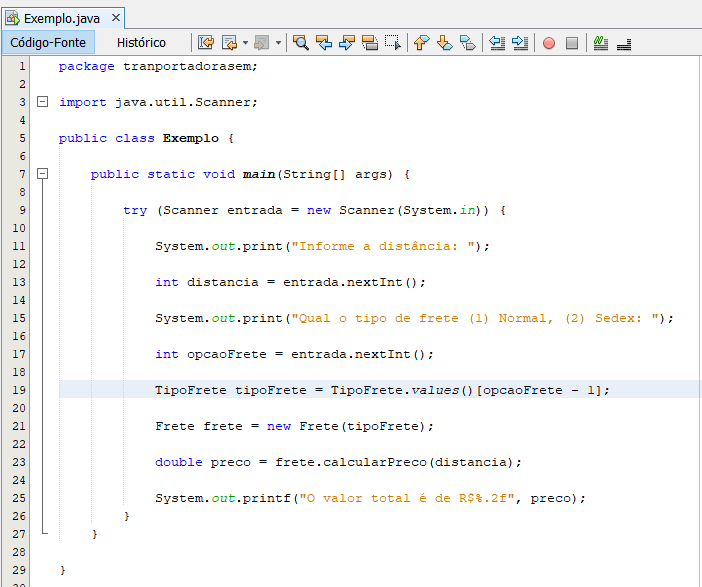 Exemplo.java
Código-Fonte Histórico
1 package tranportadorasem;
2
3 import java.util.Scanner;
4
5 public class Exemplo {
6
7 public static void main(String[] args) {
8
9 try (Scanner entrada = new Scanner(System.in)) {
10
11 System.out.print("Informe a distância: ");
12
13 int distancia = entrada.nextInt();
14
15 System.out.print("Qual o tipo de frete (1) Normal, (2) Sedex: ");
16
17 int opcaoFrete = entrada.nextInt();
18
19 TipoFrete tipoFrete = TipoFrete.values()[opcaoFrete - 1];
20
21 Frete frete = new Frete(tipoFrete);
22
23 double preco = frete.calcularPreco(distancia);
24
25 System.out.printf("O valor total é de R$%.2f", preco);
26 }
27 }
28
29 }